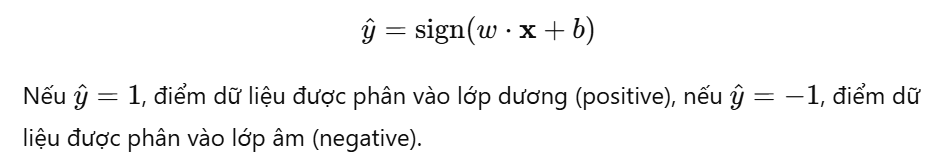 ŷ = sign(w · x + b)
Nếu ŷ = 1, điểm dữ liệu được phân vào lớp dương (positive), nếu ŷ = −1, điểm dữ
liệu được phân vào lớp âm (negative).